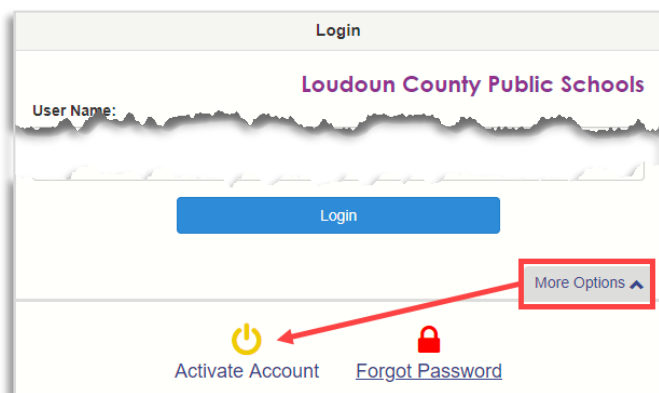 Login
Loudoun County Public Schools
User Name:
Login
More Options
Activate Account Forgot Password